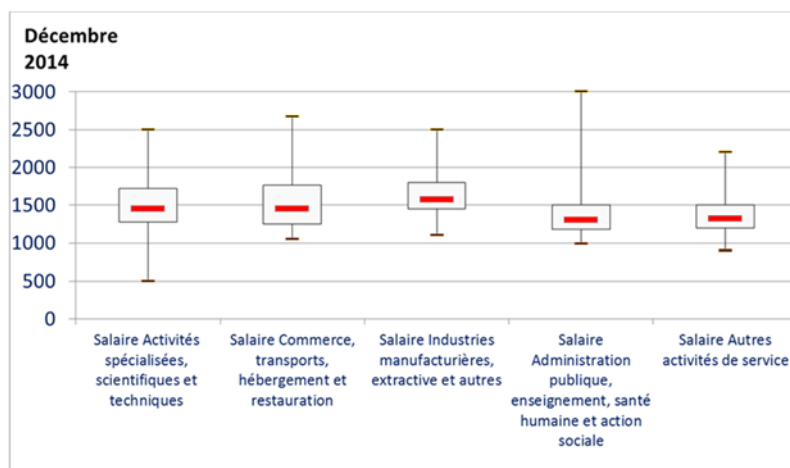 Décembre
2014
3000
2500
2000
1500
1000
500
0
Salaire Activités
spécialisées,
scientifiques et
techniques
Salaire Commerce,
transports,
hébergement et
restauration
Salaire Industries
manufacturières,
extractive et autres
Salaire
Administration
publique,
enseignement, santé
humaine et action
sociale
Salaire Autres
activités de service